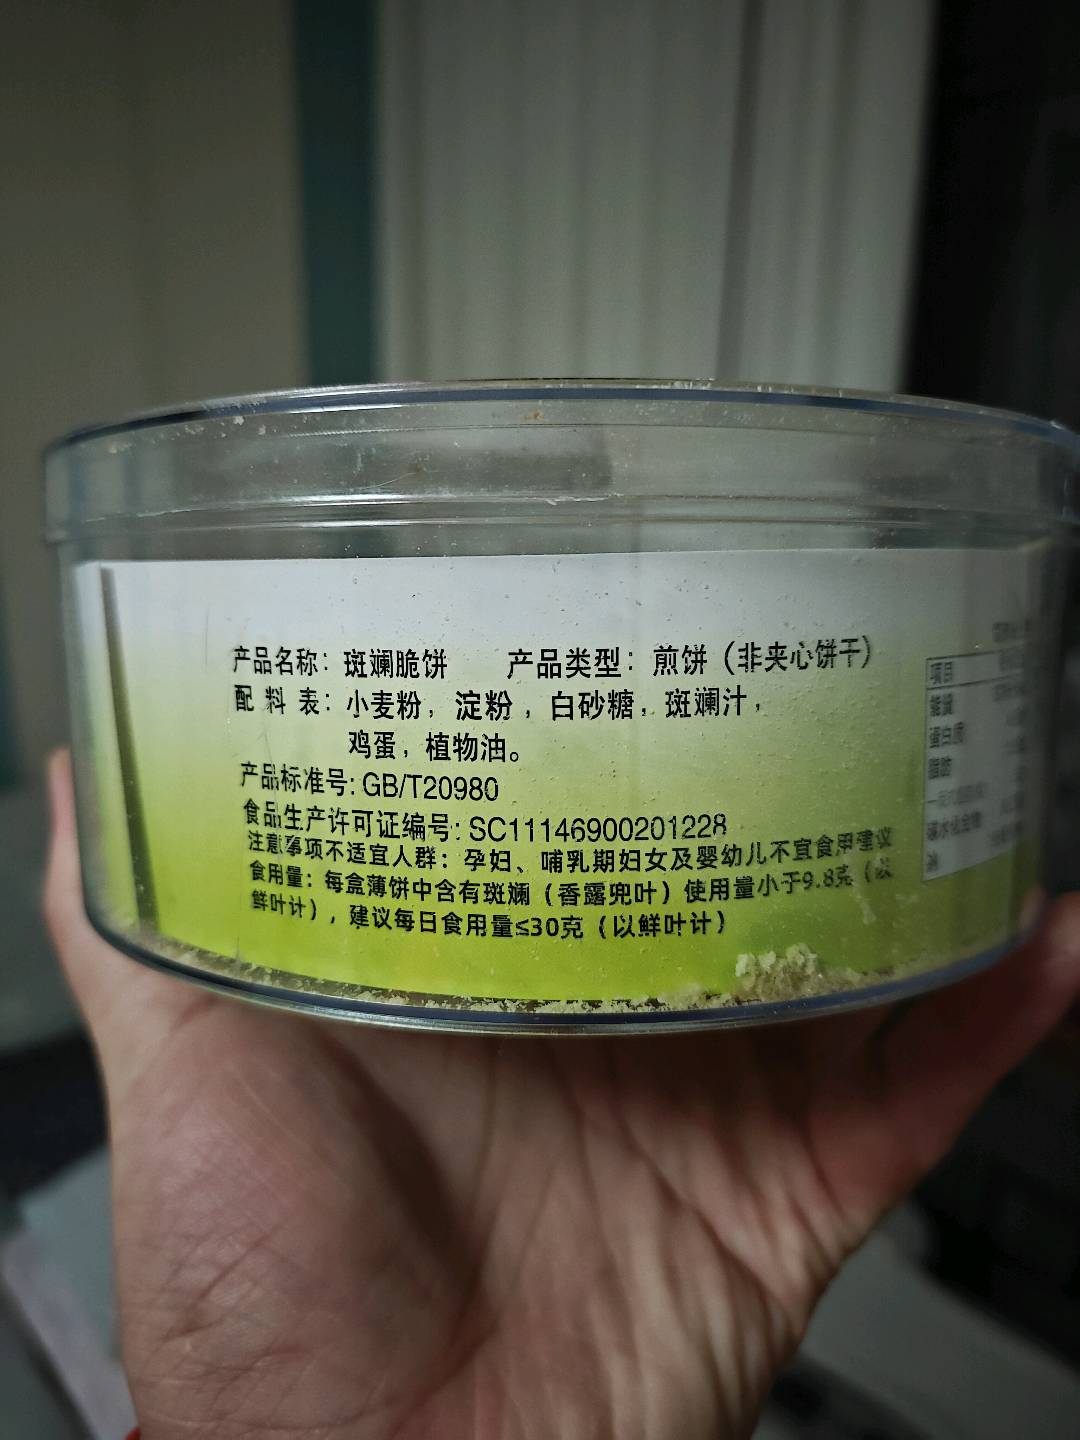 产品名称：斑斓脆饼 产品类型：煎饼（非夹心饼干）
配 料 表：小麦粉，淀粉，白砂糖，斑斓汁，
鸡蛋，植物油。
产品标准号：GB/T20980
食品生产许可证编号：SC11146900201228
注意事项不适宜人群：孕妇、哺乳期妇女及婴幼儿不宜食用建议
食用量：每盒薄饼中含有斑斓（香露兜叶）使用量小于9.8克（以
鲜叶计），建议每日食用量≤30克（以鲜叶计）
项目
能量
蛋白质
脂肪
碳水化合物